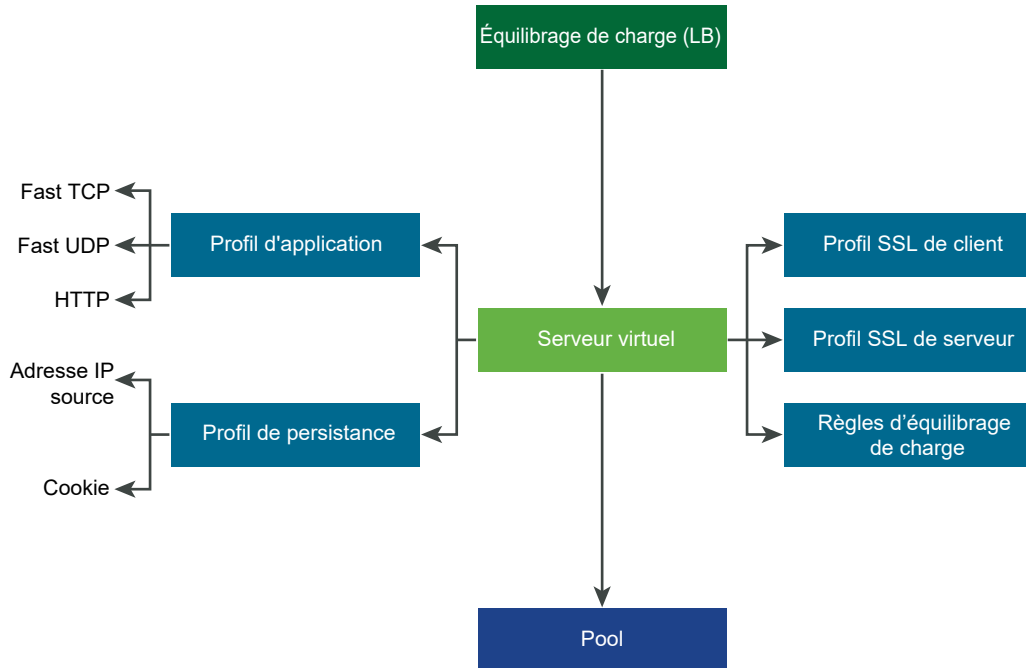 Équilibrage de charge (LB)
Fast TCP
Fast UDP
HTTP
Profil d'application
Adresse IP
source
Cookie
Profil de persistance
Serveur virtuel
Profil SSL de client
Profil SSL de serveur
Règles d’équilibrage
de charge
Pool